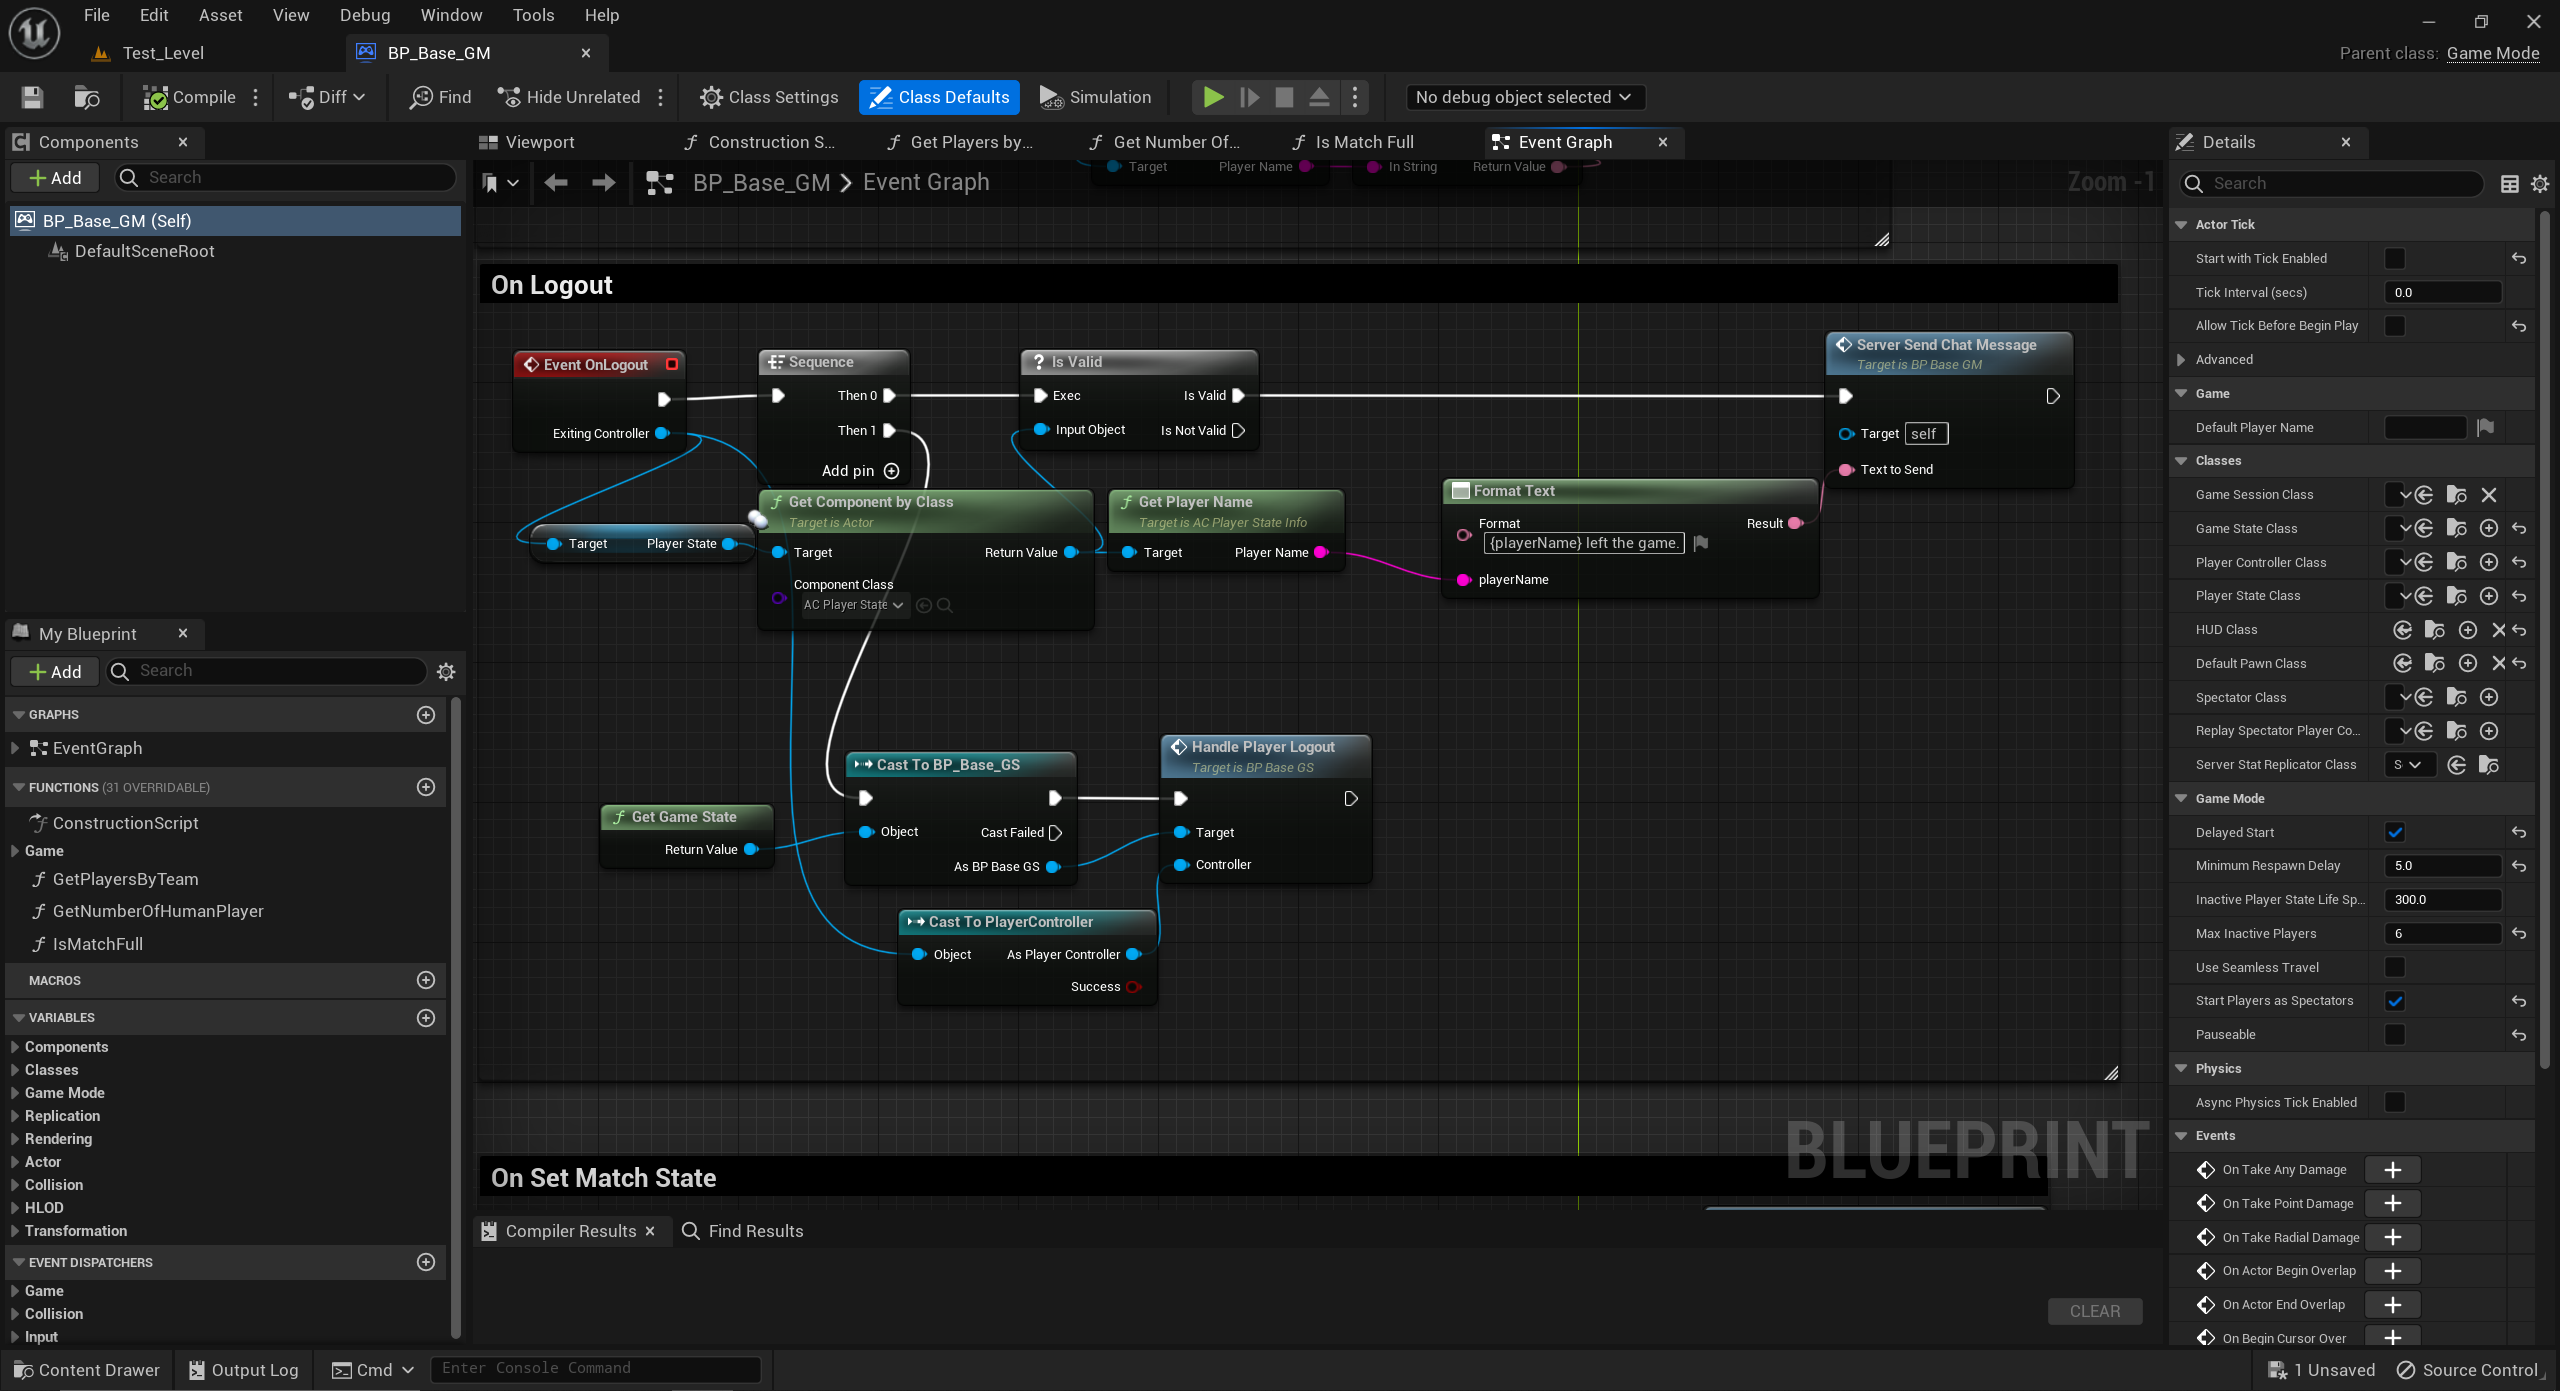 File Edit Asset View Debug Window Tools Help
Test_Level
BP_Base_GM
Parent class: Game Mode
Compile
Diff
Find
Hide Unrelated
Class Settings
Class Defaults
Simulation
No debug object selected
Components
Add
Search
BP_Base_GM (Self)
DefaultSceneRoot
My Blueprint
Add
Search
GRAPHS
EventGraph
FUNCTIONS (31 OVERRIDABLE)
ConstructionScript
Game
GetPlayersByTeam
GetNumberOfHumanPlayer
IsMatchFull
MACROS
VARIABLES
Components
Classes
Game Mode
Replication
Rendering
Actor
Collision
HLOD
Transformation
EVENT DISPATCHERS
Game
Collision
Input
Viewport
Construction S...
Get Players by...
Get Number Of...
Is Match Full
Event Graph
BP_Base_GM > Event Graph
Target Player Name In String Return Value
Zoom -1
On Logout
Event OnLogout
Exiting Controller
Sequence
Then 0
Then 1
Add pin
Is Valid
Exec Is Valid
Input Object Is Not Valid
Server Send Chat Message
Target is BP Base GM
Target self
Text to Send
Target Player State
Get Component by Class
Target is Actor
Target Return Value
Component Class
AC Player State
Get Player Name
Target is AC Player State Info
Target Player Name
Format Text
Format Result
{playerName} left the game.
playerName
Get Game State
Return Value
Cast To BP_Base_GS
Object Cast Failed
As BP Base GS
Handle Player Logout
Target is BP Base GS
Target
Controller
Cast To PlayerController
Object As Player Controller
Success
BLUEPRINT
On Set Match State
Compiler Results
Find Results
CLEAR
Details
Search
Actor Tick
Start with Tick Enabled
Tick Interval (secs) 0.0
Allow Tick Before Begin Play
Advanced
Game
Default Player Name
Classes
Game Session Class
Game State Class
Player Controller Class
Player State Class
HUD Class
Default Pawn Class
Spectator Class
Replay Spectator Player Co...
Server Stat Replicator Class S
Game Mode
Delayed Start
Minimum Respawn Delay 5.0
Inactive Player State Life Sp... 300.0
Max Inactive Players 6
Use Seamless Travel
Start Players as Spectators
Pauseable
Physics
Async Physics Tick Enabled
Events
On Take Any Damage
On Take Point Damage
On Take Radial Damage
On Actor Begin Overlap
On Actor End Overlap
On Begin Cursor Over
Content Drawer
Output Log
Cmd
Enter Console Command
1 Unsaved
Source Control